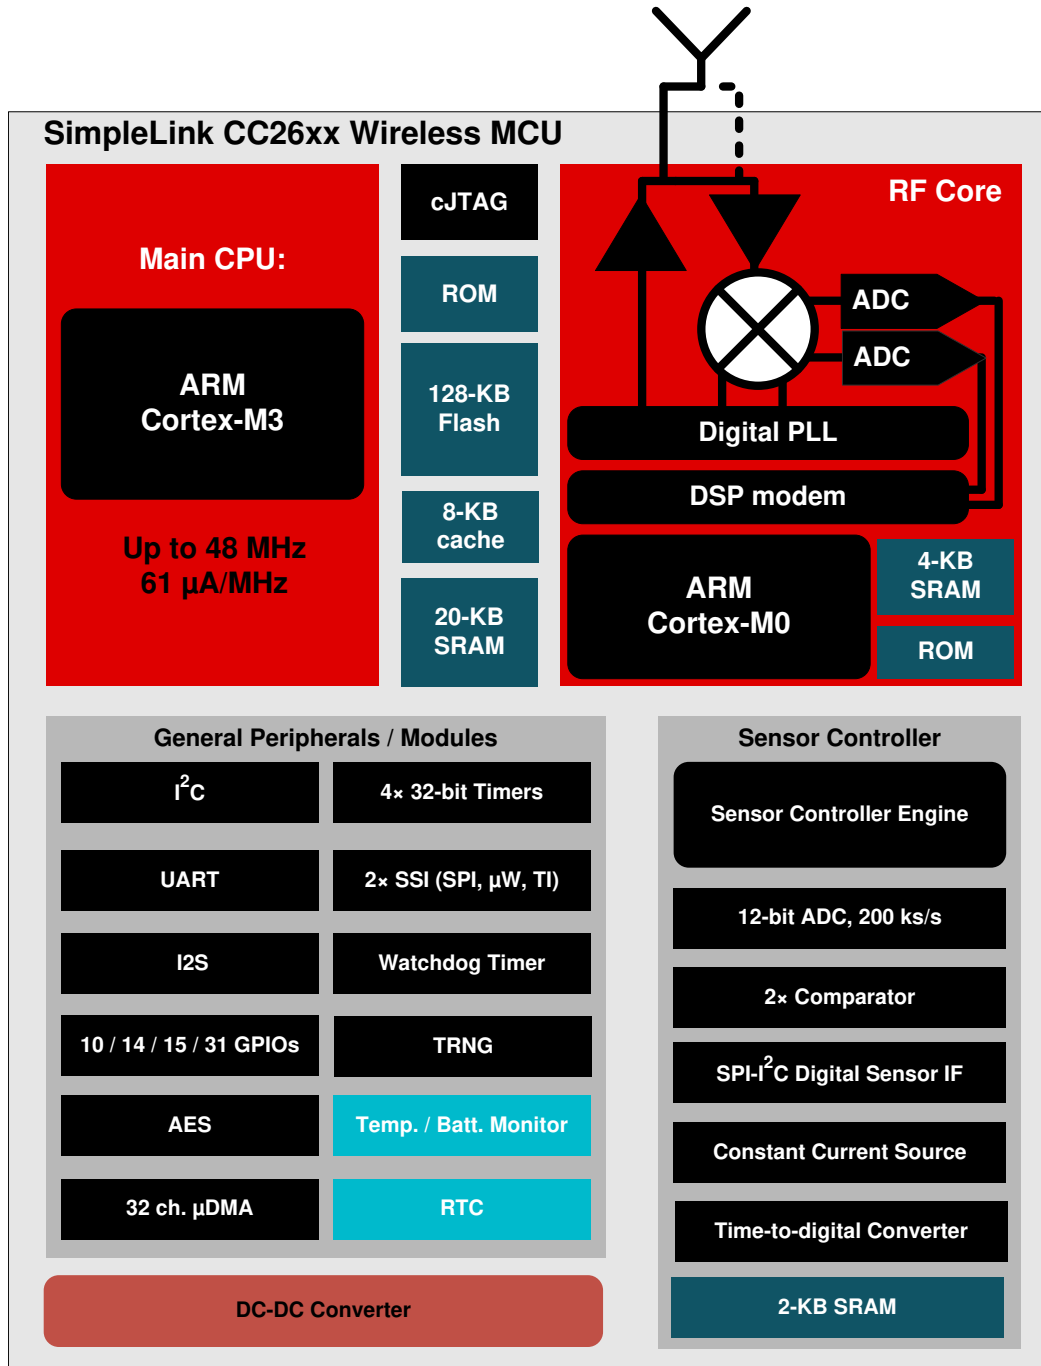 SimpleLink CC26xx Wireless MCU
Main CPU:
ARM
Cortex-M3
Up to 48 MHz
61 µA/MHz
cJTAG
ROM
128-KB
Flash
8-KB
cache
20-KB
SRAM
RF Core
ADC
ADC
Digital PLL
DSP modem
ARM
Cortex-M0
4-KB
SRAM
ROM
General Peripherals / Modules
I²C
4× 32-bit Timers
UART
2× SSI (SPI, µW, TI)
I2S
Watchdog Timer
10 / 14 / 15 / 31 GPIOs
TRNG
AES
Temp. / Batt. Monitor
32 ch. µDMA
RTC
Sensor Controller
Sensor Controller Engine
12-bit ADC, 200 ks/s
2× Comparator
SPI-I²C Digital Sensor IF
Constant Current Source
Time-to-digital Converter
2-KB SRAM
DC-DC Converter